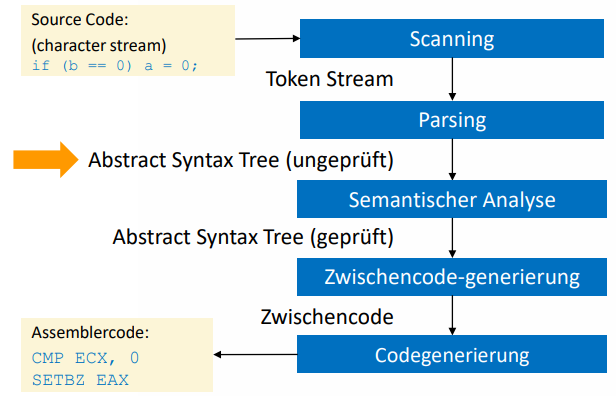 Source Code:
(character stream)
if (b == 0) a = 0;
Scanning
Token Stream
Parsing
Abstract Syntax Tree (ungeprüft)
Semantischer Analyse
Abstract Syntax Tree (geprüft)
Zwischencode-generierung
Zwischencode
Codegenerierung
Assemblercode:
CMP ECX, 0
SETBZ EAX